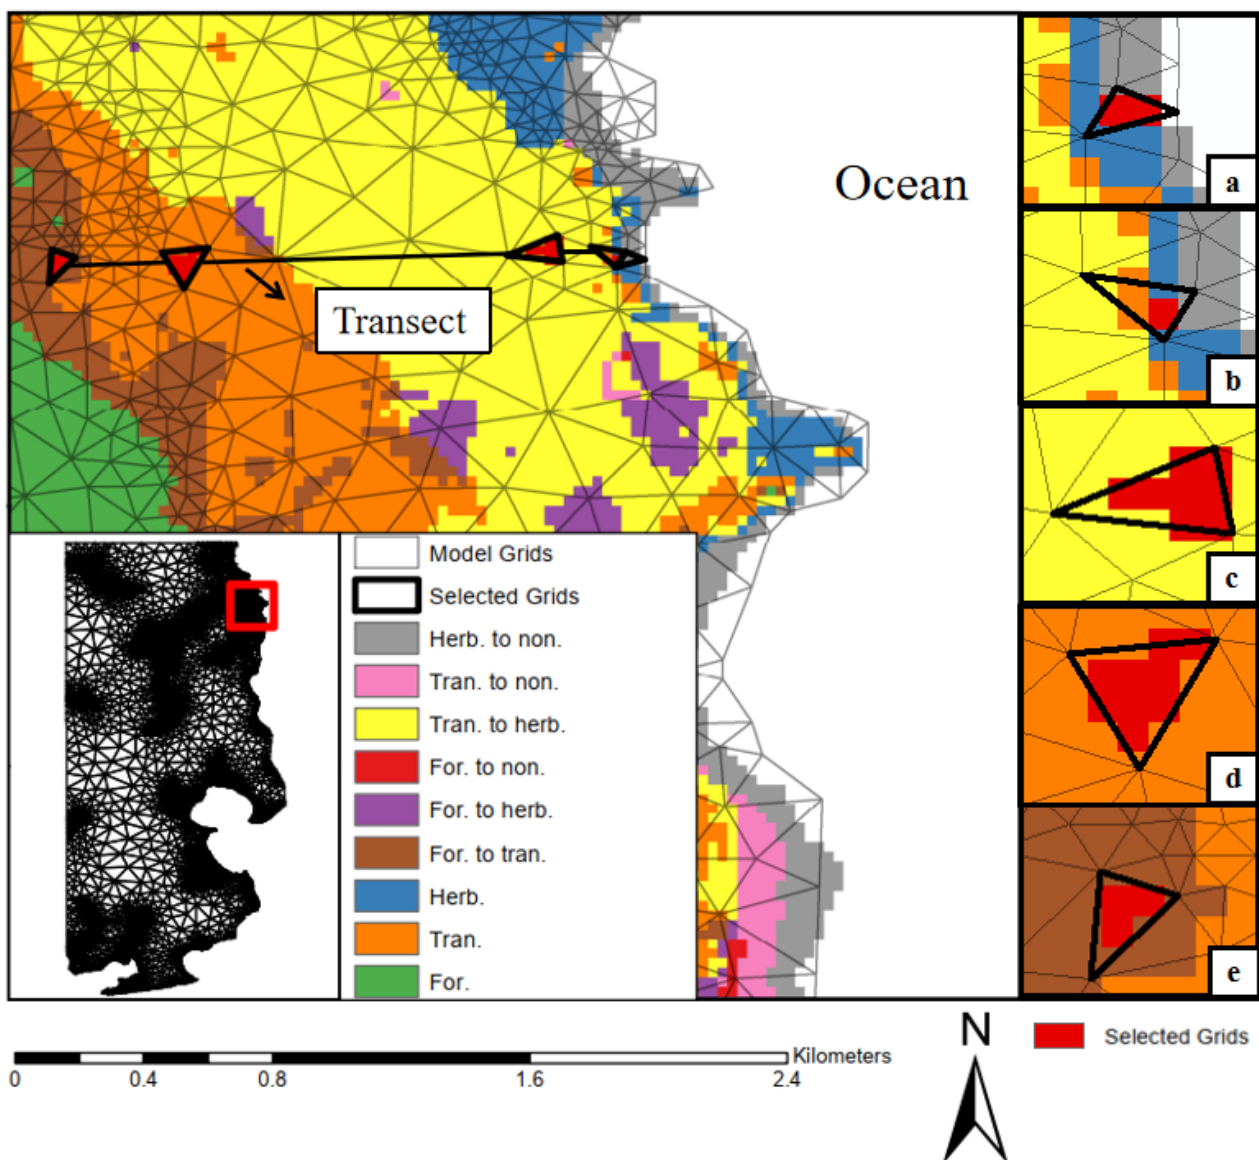 Ocean
Transect
a
b
c
d
e
Model Grids
Selected Grids
Herb. to non.
Tran. to non.
Tran. to herb.
For. to non.
For. to herb.
For. to tran.
Herb.
Tran.
For.
Kilometers
0 0.4 0.8 1.6 2.4
N
Selected Grids